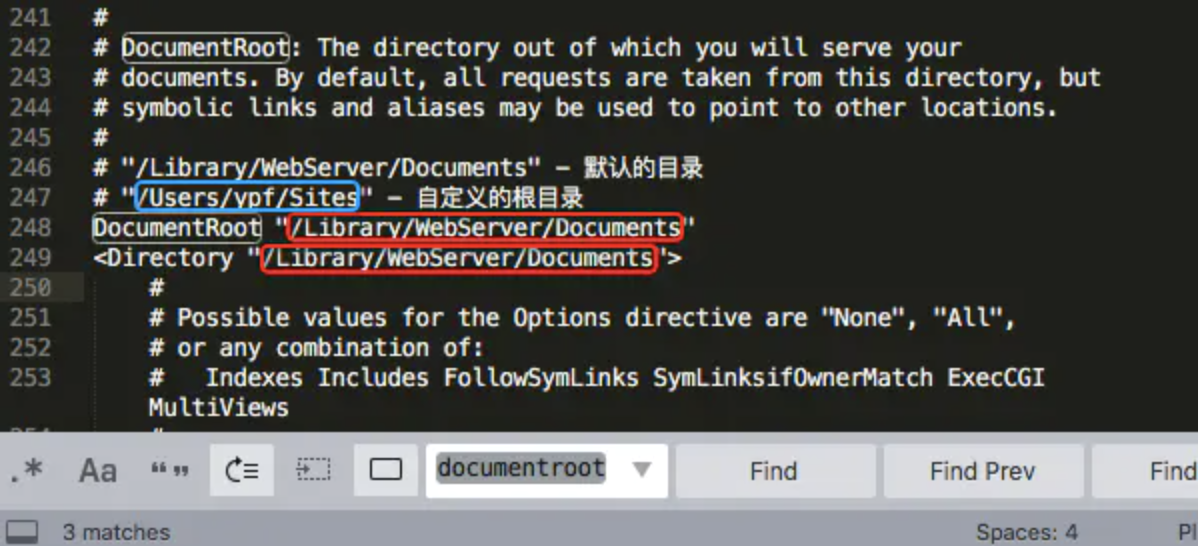 241 #
242 # DocumentRoot: The directory out of which you will serve your
243 # documents. By default, all requests are taken from this directory, but
244 # symbolic links and aliases may be used to point to other locations.
245 #
246 # "/Library/WebServer/Documents" – 默认的目录
247 # "/Users/ypf/Sites" – 自定义的根目录
248 DocumentRoot "/Library/WebServer/Documents"
249 <Directory "/Library/WebServer/Documents">
250 #
251 # Possible values for the Options directive are "None", "All",
252 # or any combination of:
253 #   Indexes Includes FollowSymLinks SymLinksifOwnerMatch ExecCGI
MultiViews
.* Aa “” documentroot ▼ Find Find Prev Find
3 matches Spaces: 4